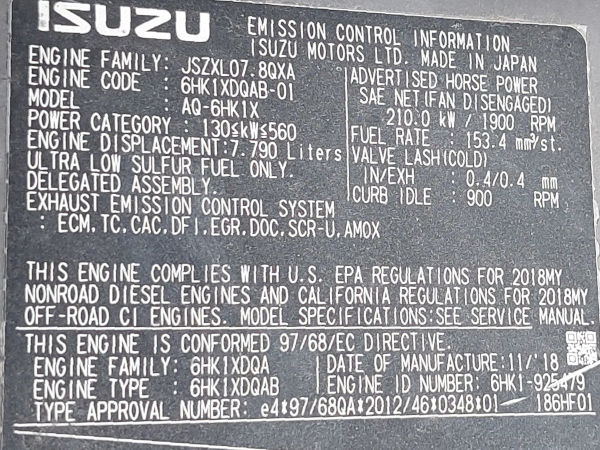 ISUZU EMISSION CONTROL INFORMATION
ISUZU MOTORS LTD. MADE IN JAPAN
ENGINE FAMILY: JSZXL07.8QXA
ENGINE CODE : 6HK1XDQAB-01
MODEL : AQ-6HK1X
POWER CATEGORY : 130≤kW≤560
ENGINE DISPLACEMENT:7.790 Liters
ULTRA LOW SULFUR FUEL ONLY.
DELEGATED ASSEMBLY.
EXHAUST EMISSION CONTROL SYSTEM
: ECM,TC,CAC,DFI,EGR,DOC,SCR-U,AMOX
ADVERTISED HORSE POWER
SAE NET(FAN DISENGAGED)
210.0 kW / 1900 RPM
FUEL RATE : 153.4 mm³/st.
VALVE LASH(COLD)
IN/EXH : 0.4/0.4 mm
CURB IDLE : 900 RPM
THIS ENGINE COMPLIES WITH U.S. EPA REGULATIONS FOR 2018MY
NONROAD DIESEL ENGINES AND CALIFORNIA REGULATIONS FOR 2018MY
OFF-ROAD CI ENGINES. MODEL SPECIFICATIONS:SEE SERVICE MANUAL.
THIS ENGINE IS CONFORMED 97/68/EC DIRECTIVE.
ENGINE FAMILY: 6HK1XDQA
DATE OF MANUFACTURE:11/'18
ENGINE TYPE : 6HK1XDQAB
ENGINE ID NUMBER: 6HK1-925479
TYPE APPROVAL NUMBER: e4*97/68QA*2012/46*0348*01 186HF01